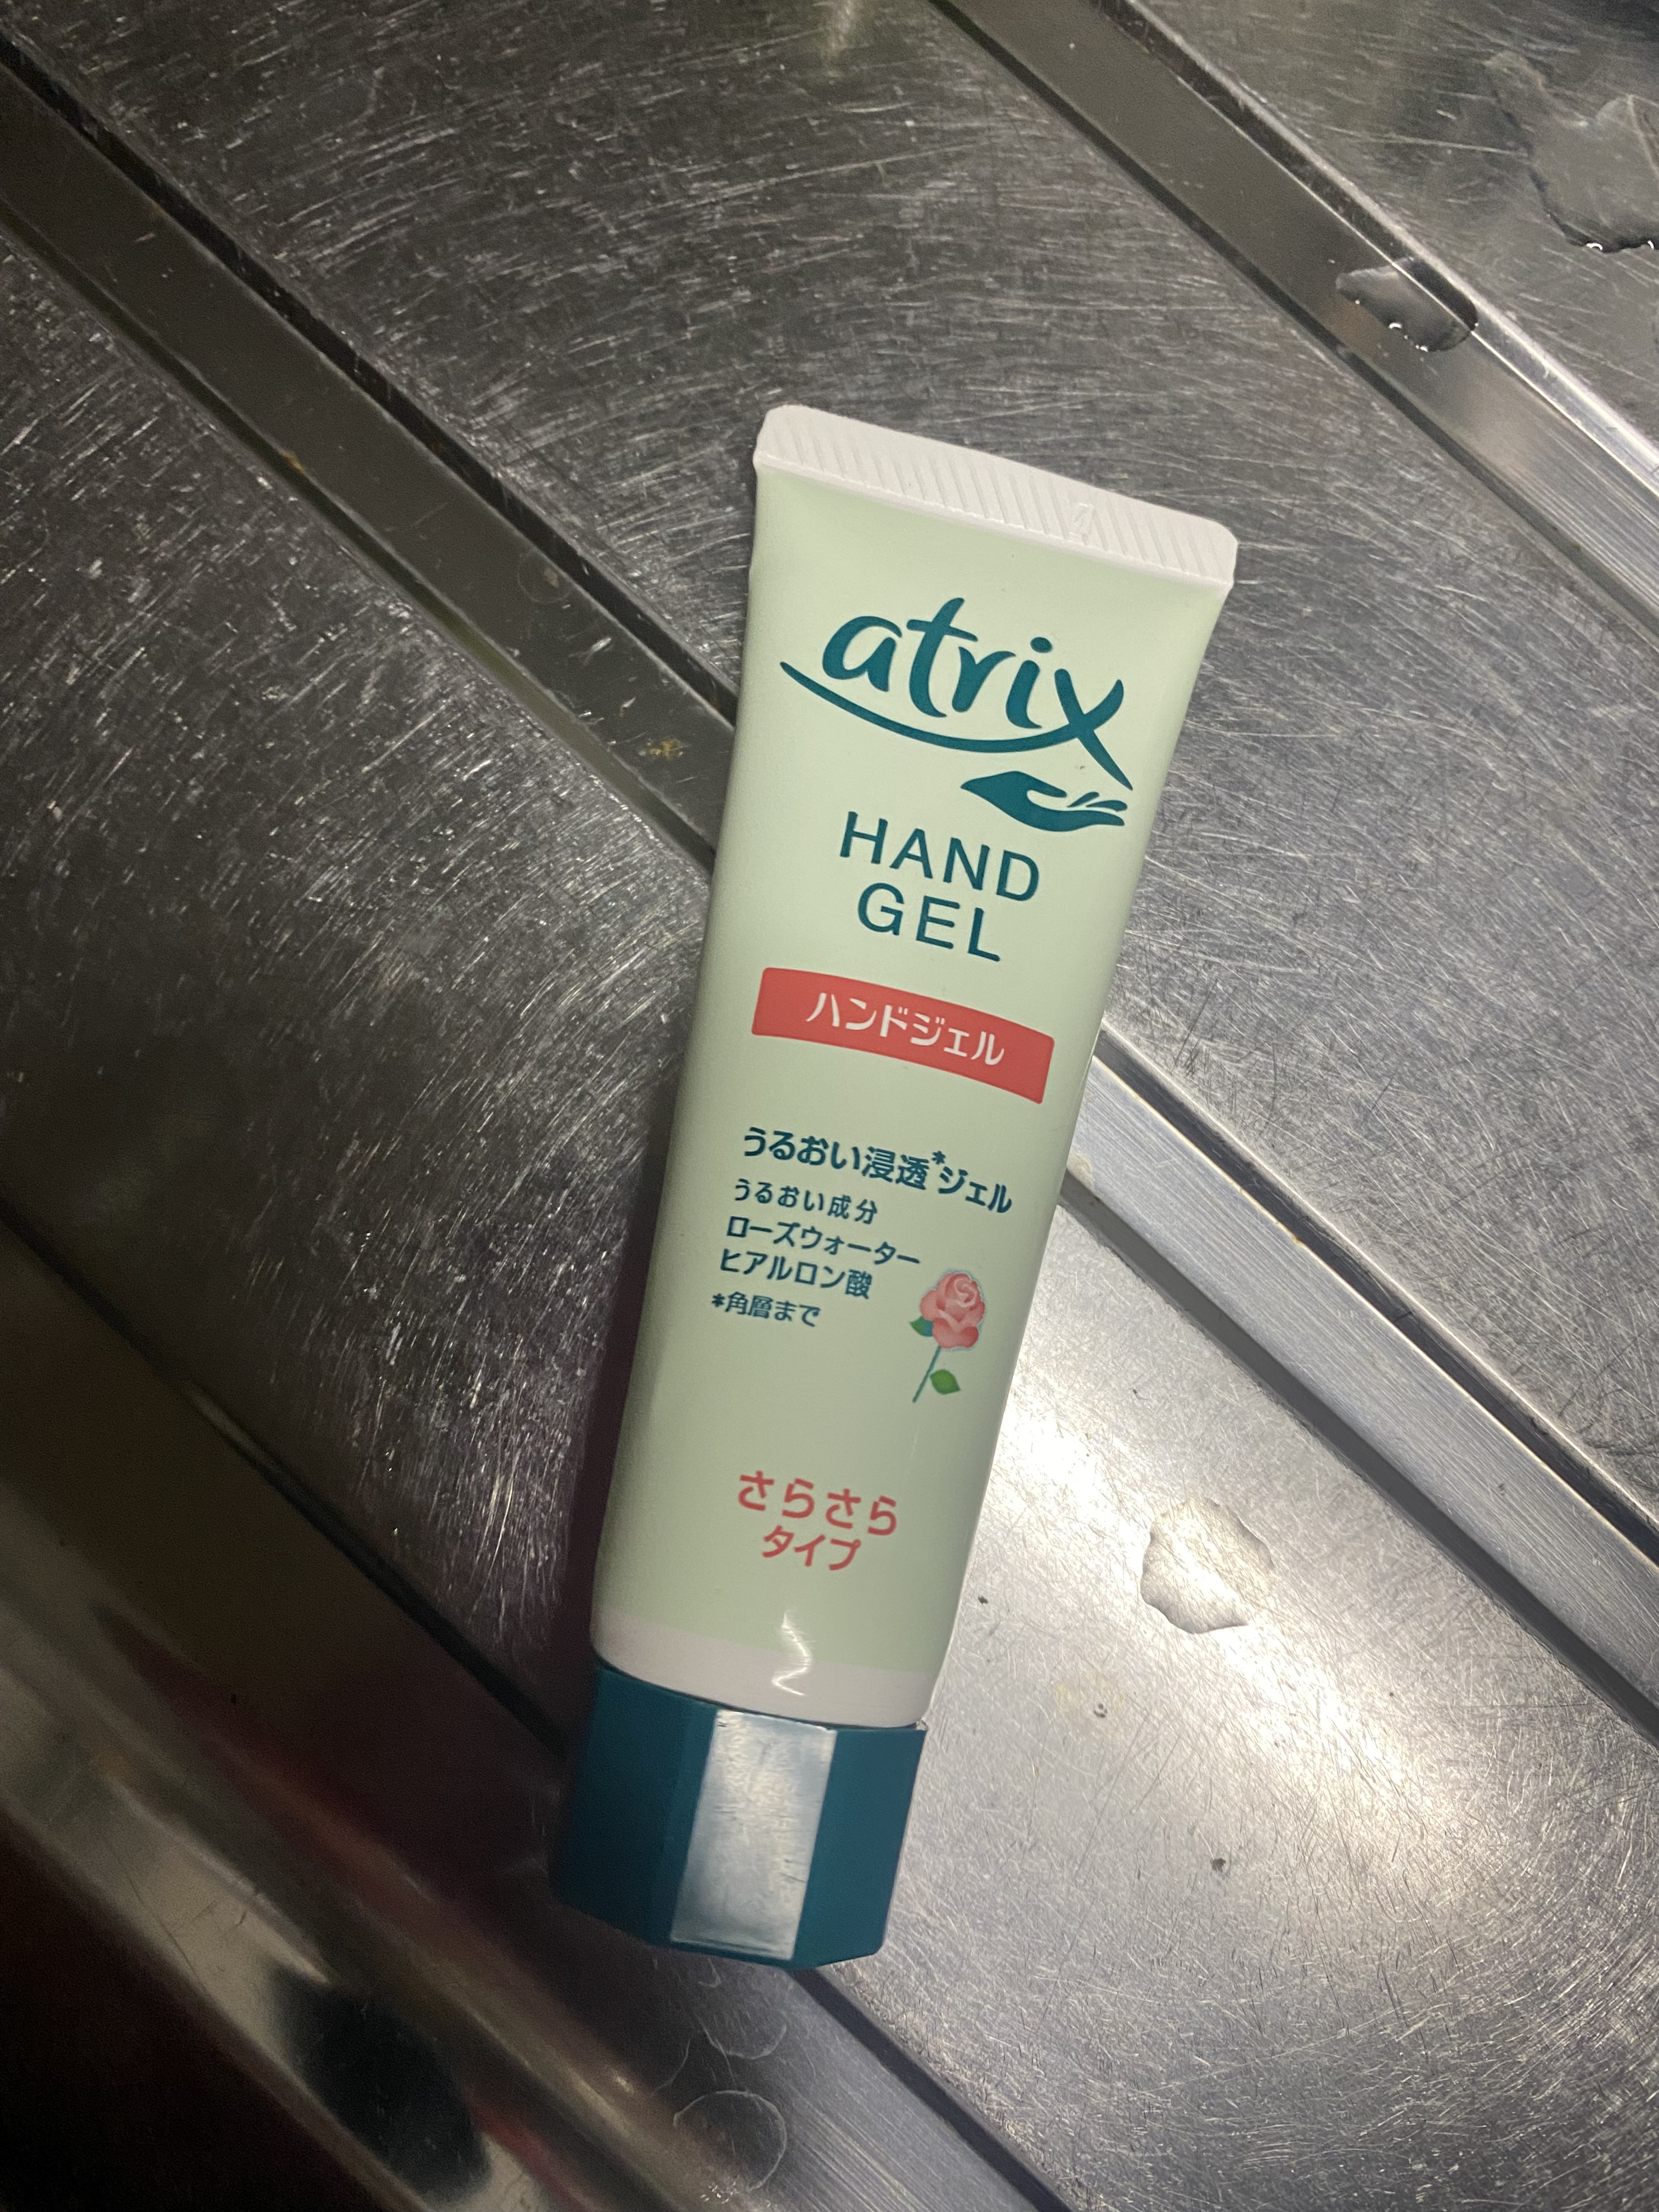 atrix
HAND
GEL
ハンドジェル
うるおい浸透*ジェル
うるおい成分
ローズウォーター
ヒアルロン酸
*角層まで
さらさら
タイプ